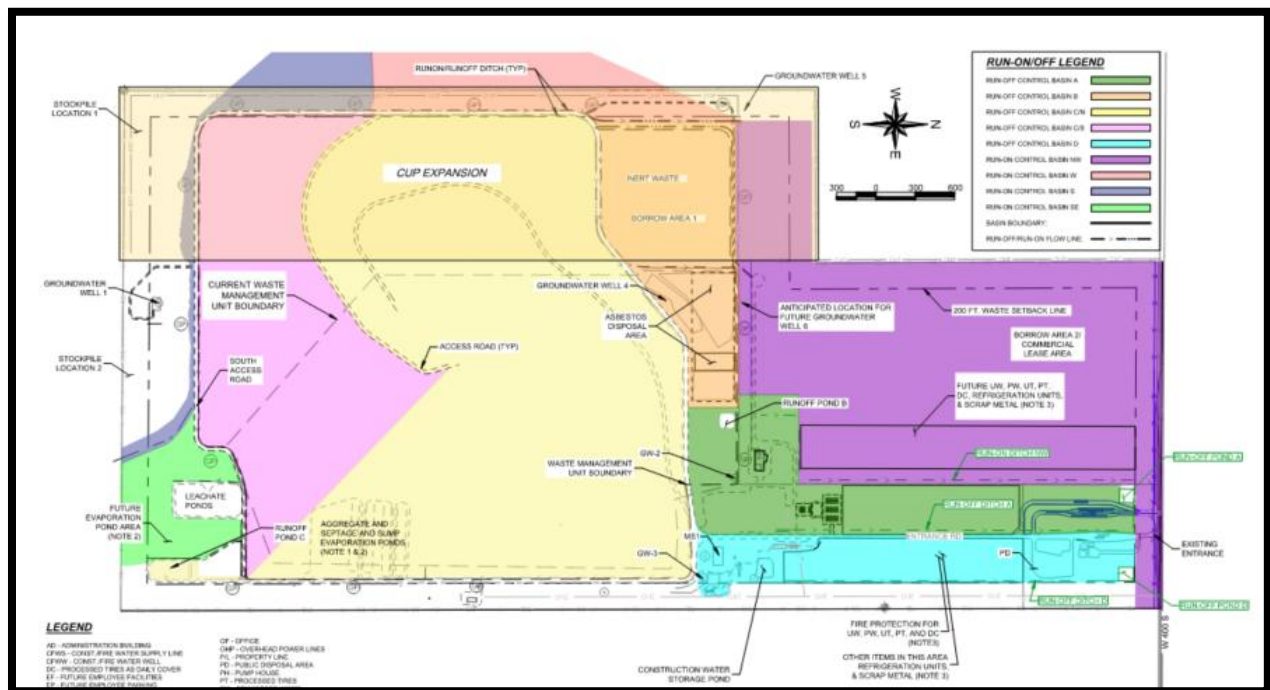 RUNON/RUNOFF DITCH (TYP)
GROUNDWATER WELL 5
STOCKPILE
LOCATION 1
CUP EXPANSION
INERT WASTE
BORROW AREA 1
W
S
N
E
300
0
300
600
RUN-ON/OFF LEGEND
RUN-OFF CONTROL BASIN A
RUN-OFF CONTROL BASIN B
RUN-OFF CONTROL BASIN C/N
RUN-OFF CONTROL BASIN C/S
RUN-OFF CONTROL BASIN D
RUN-ON CONTROL BASIN NW
RUN-ON CONTROL BASIN W
RUN-ON CONTROL BASIN S
RUN-ON CONTROL BASIN SE
BASIN BOUNDARY:
RUN-OFF/RUN-ON FLOW LINE:
GROUNDWATER
WELL 1
CURRENT WASTE
MANAGEMENT
UNIT BOUNDARY
GROUNDWATER WELL 4
ASBESTOS
DISPOSAL
AREA
ANTICIPATED LOCATION FOR
FUTURE GROUNDWATER
WELL 6
200 FT. WASTE SETBACK LINE
BORROW AREA 2/
COMMERCIAL
LEASE AREA
STOCKPILE
LOCATION 2
SOUTH
ACCESS
ROAD
ACCESS ROAD (TYP)
FUTURE UW, PW, UT, PT,
DC, REFRIGERATION UNITS,
& SCRAP METAL (NOTE 3)
RUNOFF POND B
GW-2
WASTE MANAGEMENT
UNIT BOUNDARY
RUN-ON DITCH NW
RUN-OFF POND A
LEACHATE
PONDS
FUTURE
EVAPORATION
POND AREA
(NOTE 2)
RUNOFF
POND C
AGGREGATE AND
SEPTAGE AND SUMP
EVAPORATION PONDS
(NOTE 1 & 2)
RUN-OFF DITCH A
MS1
ENTRANCE RD
GW-3
PD
EXISTING
ENTRANCE
RUN-OFF DITCH D
RUN-OFF POND D
W 400 S
FIRE PROTECTION FOR
UW, PW, UT, PT, AND DC
(NOTE3)
OTHER ITEMS IN THIS AREA
REFRIGERATION UNITS,
& SCRAP METAL (NOTE 3)
CONSTRUCTION WATER
STORAGE POND
LEGEND
AD - ADMINISTRATION BUILDING
CFWS - CONST./FIRE WATER SUPPLY LINE
CFWW - CONST./FIRE WATER WELL
DC - PROCESSED TIRES AS DAILY COVER
EF - FUTURE EMPLOYEE FACILITIES
EP - FUTURE EMPLOYEE PARKING
OF - OFFICE
OHP - OVERHEAD POWER LINES
P/L - PROPERTY LINE
PD - PUBLIC DISPOSAL AREA
PH - PUMP HOUSE
PT - PROCESSED TIRES